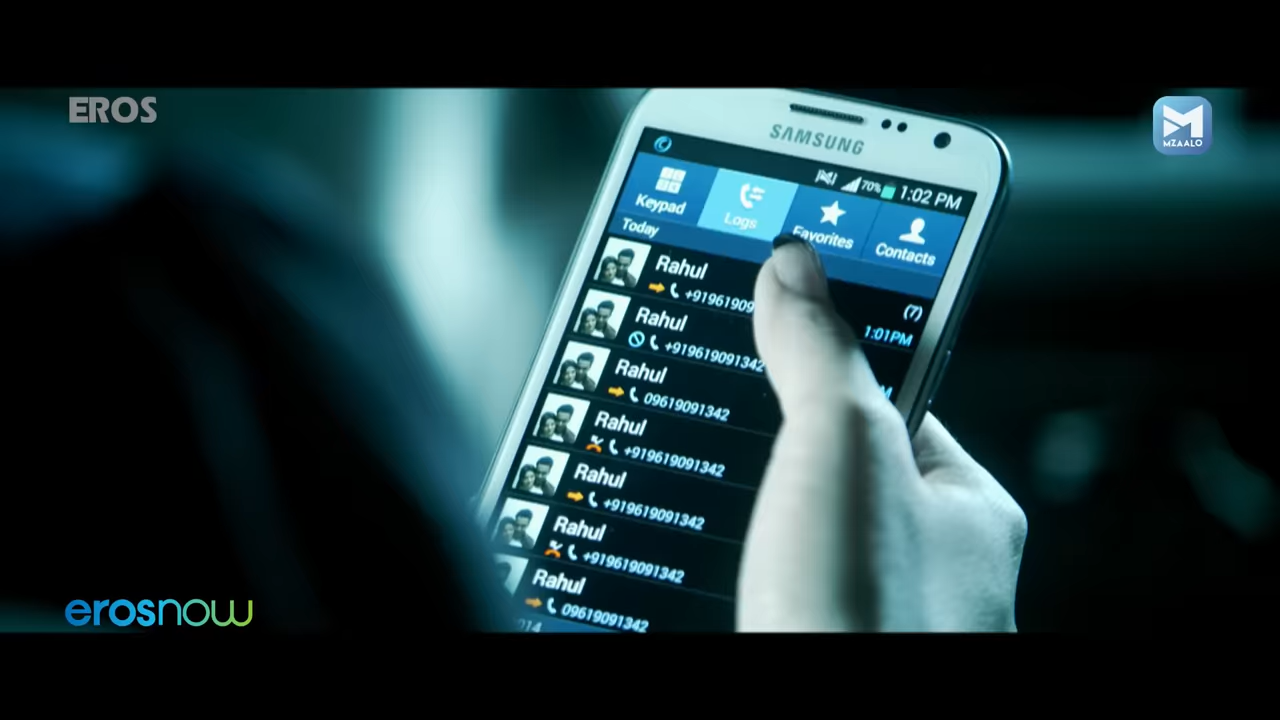 EROS
MZAALO
SAMSUNG
70% 1:02 PM
Keypad Logs Favorites Contacts
Today
Rahul
(7)
+91961909
1:01PM
Rahul
+919619091342
M
Rahul
09619091342
Rahul
+919619091342
Rahul
+919619091342
Rahul
+919619091342
Rahul
09619091342
014
erosnow